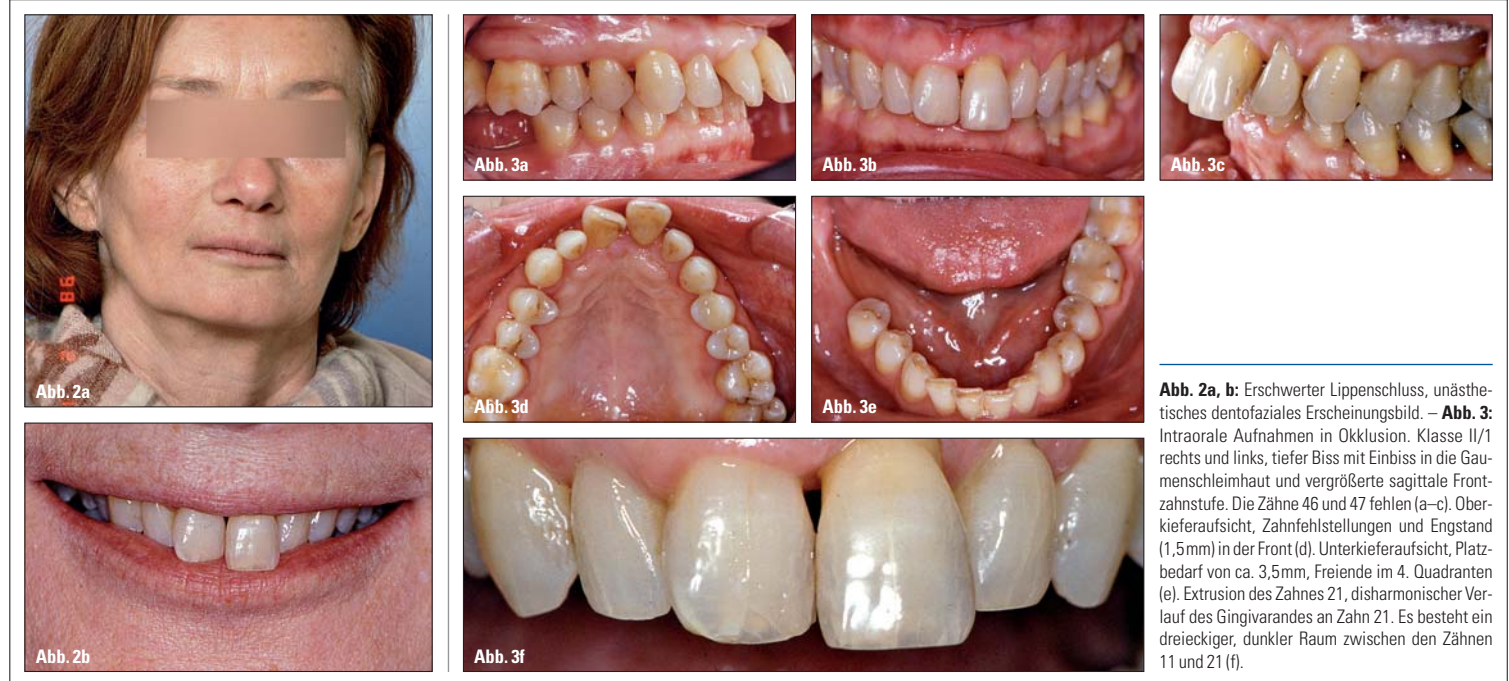 Abb. 2a
Abb. 2b
Abb. 3a
Abb. 3b
Abb. 3c
Abb. 3d
Abb. 3e
Abb. 3f
Abb. 2a, b: Erschwerter Lippenschluss, unästhe-
tisches dentofaziales Erscheinungsbild. – Abb. 3:
Intraorale Aufnahmen in Okklusion. Klasse II/1
rechts und links, tiefer Biss mit Einbiss in die Gau-
menschleimhaut und vergrößerte sagittale Front-
zahnstufe. Die Zähne 46 und 47 fehlen (a–c). Ober-
kieferaufsicht, Zahnfehlstellungen und Engstand
(1,5mm) in der Front (d). Unterkieferaufsicht, Platz-
bedarf von ca. 3,5mm, Freiende im 4. Quadranten
(e). Extrusion des Zahnes 21, disharmonischer Ver-
lauf des Gingivarandes an Zahn 21. Es besteht ein
dreieckiger, dunkler Raum zwischen den Zähnen
11 und 21 (f).